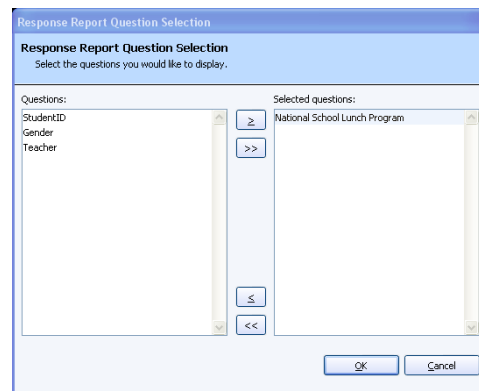 Response Report Question Selection
Response Report Question Selection
Select the questions you would like to display.
Questions:
StudentID
Gender
Teacher
>
>>
<
<<
Selected questions:
National School Lunch Program
OK
Cancel